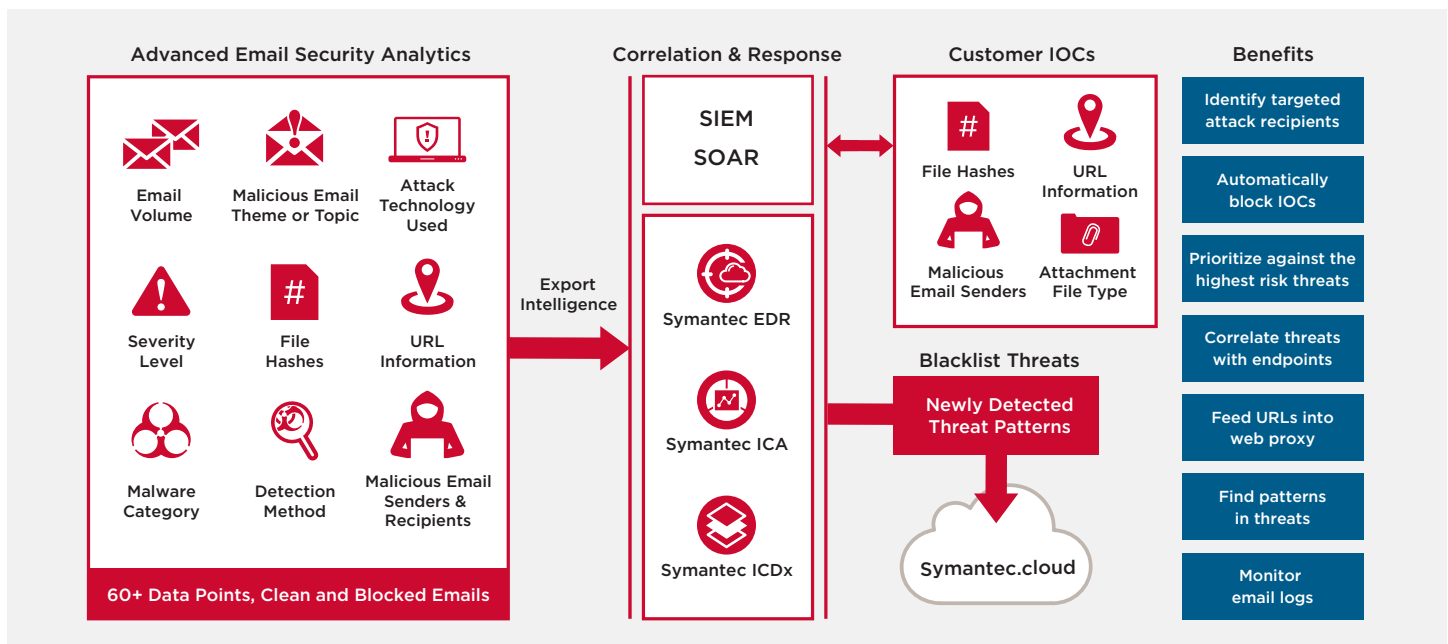 Advanced Email Security Analytics
Email
Volume
Malicious Email
Theme or Topic
Attack
Technology
Used
Severity
Level
#
File
Hashes
URL
Information
Malware
Category
Detection
Method
Malicious Email
Senders &
Recipients
60+ Data Points, Clean and Blocked Emails
Export
Intelligence
Correlation & Response
SIEM
SOAR
Symantec EDR
Symantec ICA
Symantec ICDx
Customer IOCs
#
File Hashes
URL
Information
Malicious
Email Senders
Attachment
File Type
Blacklist Threats
Newly Detected
Threat Patterns
Symantec.cloud
Benefits
Identify targeted
attack recipients
Automatically
block IOCs
Prioritize against the
highest risk threats
Correlate threats
with endpoints
Feed URLs into
web proxy
Find patterns
in threats
Monitor
email logs